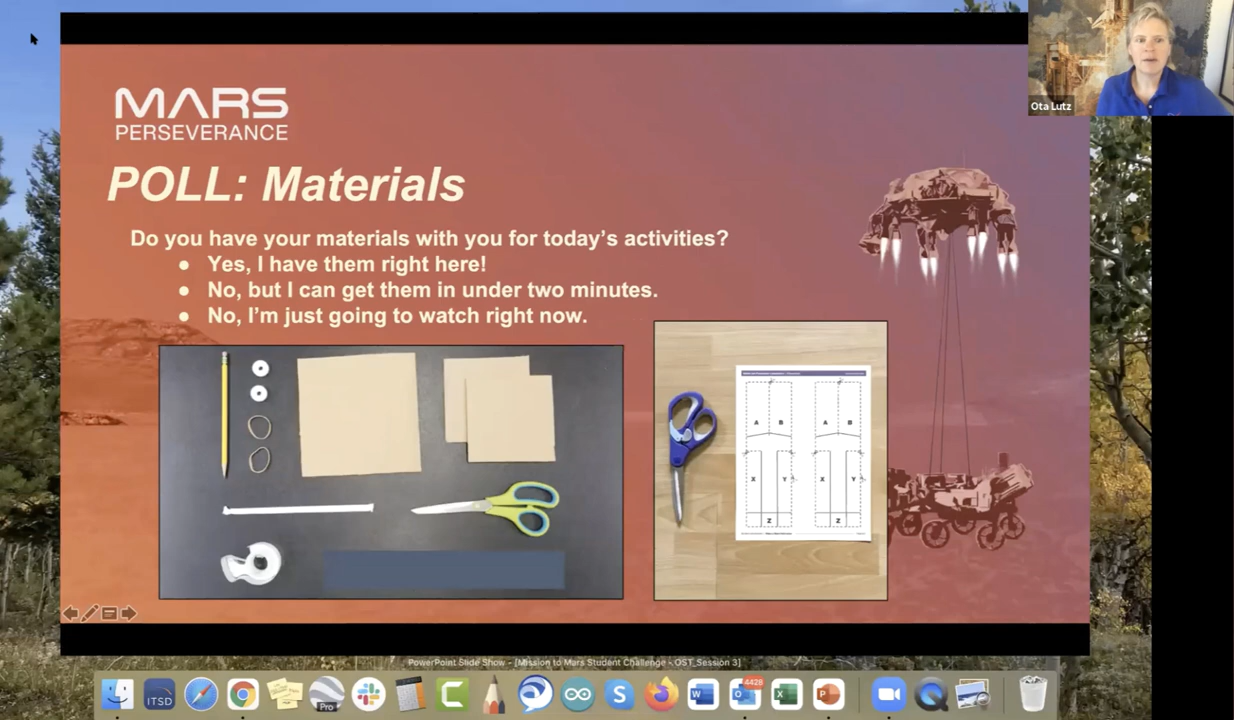 Ota Lutz
MARS
PERSEVERANCE
POLL: Materials
Do you have your materials with you for today’s activities?
● Yes, I have them right here!
● No, but I can get them in under two minutes.
● No, I’m just going to watch right now.
A B A B
X Y X Y
Z Z
PowerPoint Slide Show - [Mission to Mars Student Challenge - OST_Session 3]
ITSD
Pro
W
4428
O
X
P
S